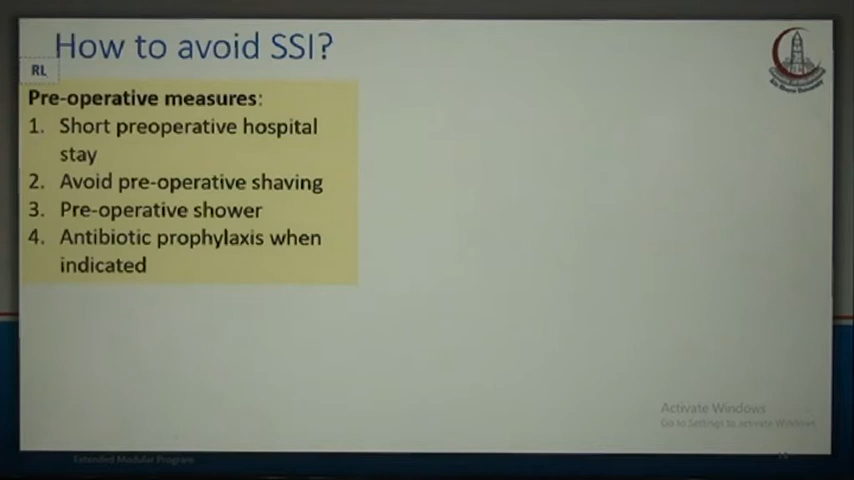 How to avoid SSI?
RL
Pre-operative measures:
1. Short preoperative hospital
stay
2. Avoid pre-operative shaving
3. Pre-operative shower
4. Antibiotic prophylaxis when
indicated
Activate Windows
Go to Settings to activate Windows.
Extended Modular Program